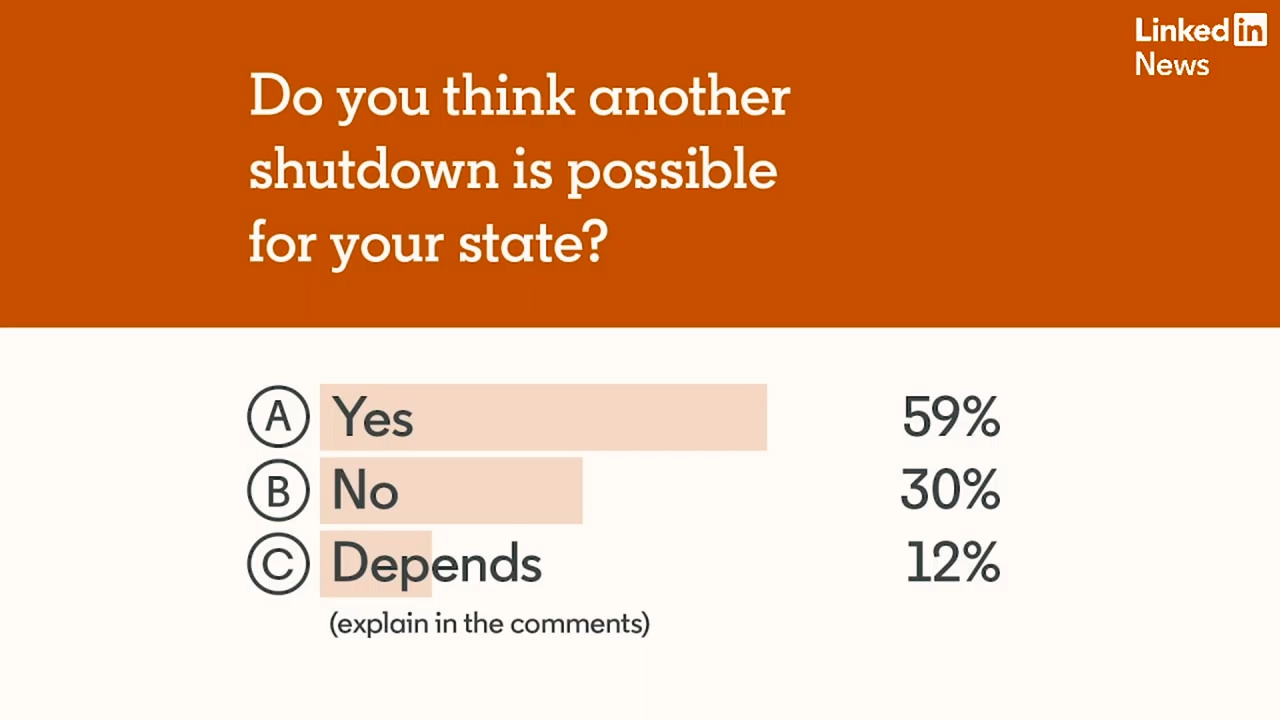 Linked in
News
Do you think another
shutdown is possible
for your state?
A Yes 59%
B No 30%
C Depends 12%
(explain in the comments)